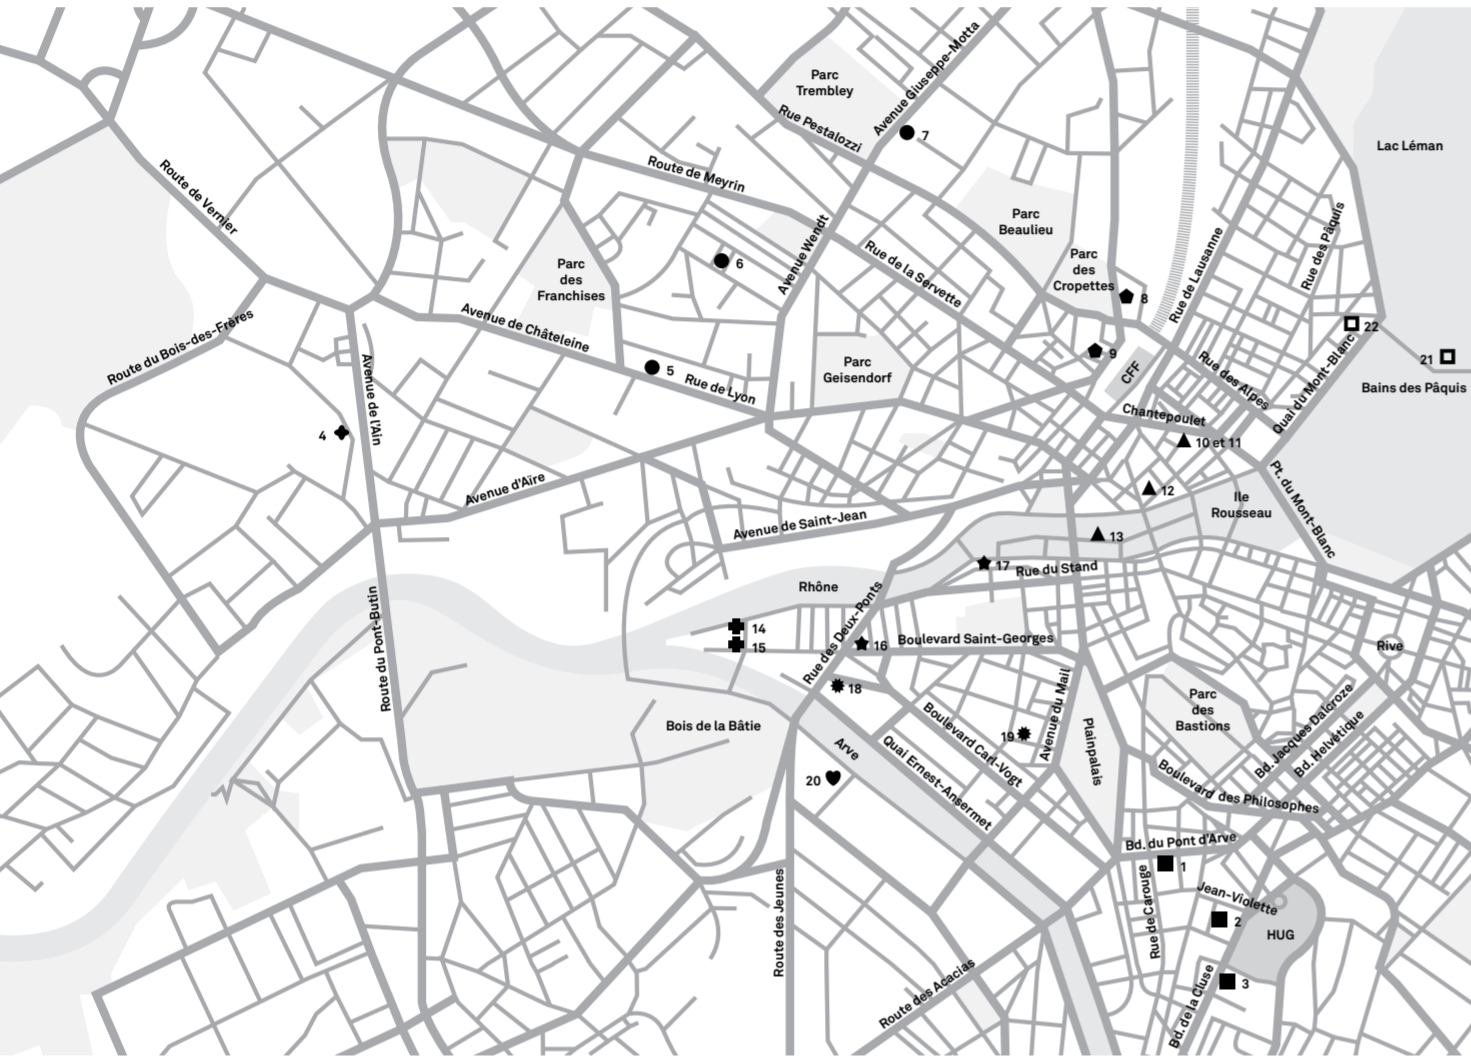 Parc
Trembley
Avenue Giuseppe-Motta
Rue Pestalozzi
7
Lac Léman
Route de Vernier
Route de Meyrin
Parc
Beaulieu
Rue des Pâquis
Avenue Wendt
Rue de la Servette
Rue de Lausanne
Parc
des
Franchises
6
Parc
des
Cropettes
8
Route du Bois-des-Frères
Avenue de Châteleine
22
21
9
Avenue de l'Ain
5
Rue de Lyon
Parc
Geisendorf
CFF
Rue des Alpes
Quai du Mont-Blanc
Bains des Pâquis
Chantepoulet
4
10 et 11
Avenue d'Aïre
12
Ile
Rousseau
Pt. du Mont-Blanc
Avenue de Saint-Jean
13
17
Rue du Stand
Rhône
Route du Pont-Butin
14
15
Rue des Deux-Ponts
16
Boulevard Saint-Georges
Rive
18
Parc
des
Bastions
Bois de la Bâtie
Boulevard Carl-Vogt
19
Avenue du Mail
Plainpalais
Bd. Jacques Dalcroze
Bd. Helvétique
Arve
Quai Ernest-Ansermet
20
Boulevard des Philosophes
Bd. du Pont d'Arve
1
Rue de Carouge
Jean-Violette
2
HUG
Route des Jeunes
Route des Acacias
3
Bd. de la Cluse